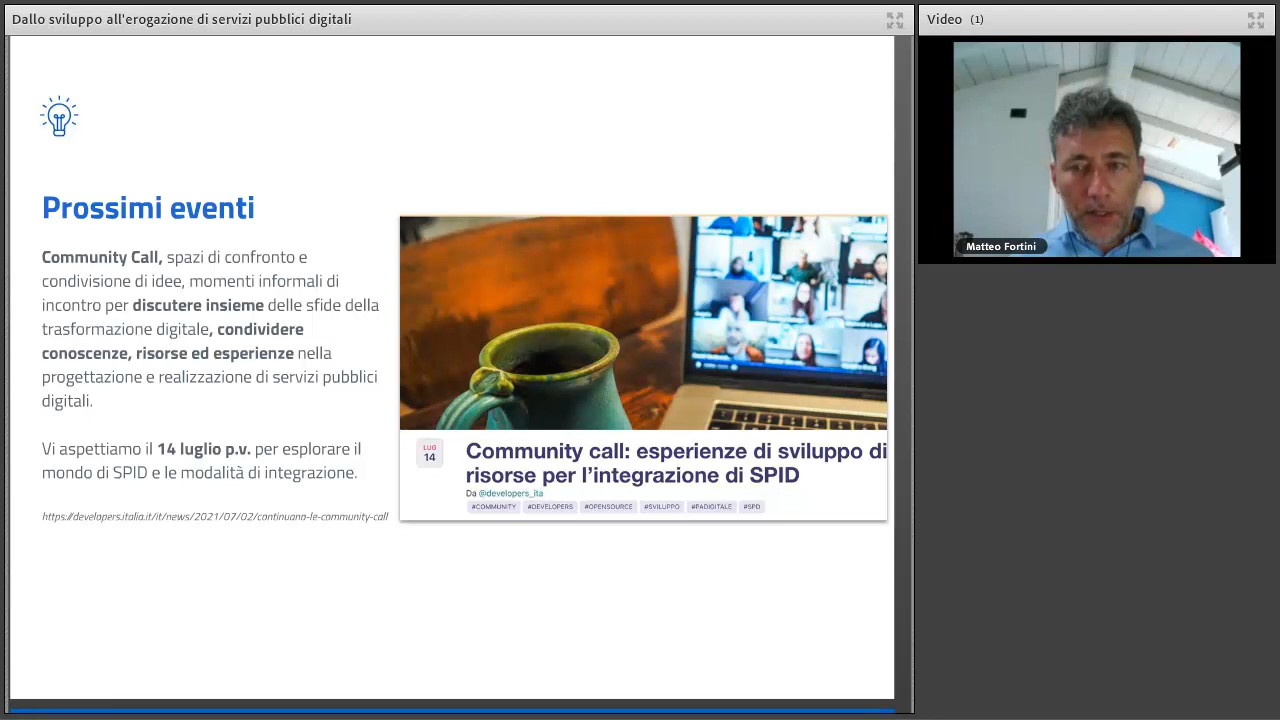 Dallo sviluppo all'erogazione di servizi pubblici digitali
Video (1)
Matteo Fortini
Prossimi eventi
Community Call, spazi di confronto e
condivisione di idee, momenti informali di
incontro per discutere insieme delle sfide della
trasformazione digitale, condividere
conoscenze, risorse ed esperienze nella
progettazione e realizzazione di servizi pubblici
digitali.
Vi aspettiamo il 14 luglio p.v. per esplorare il
mondo di SPID e le modalità di integrazione.
https://developers.italia.it/it/news/2021/07/02/continuano-le-community-call
LUG
14
Community call: esperienze di sviluppo di
risorse per l'integrazione di SPID
Da @developers_ita
#COMMUNITY #DEVELOPERS #OPENSOURCE #SVILUPPO #PADIGITALE #SPID